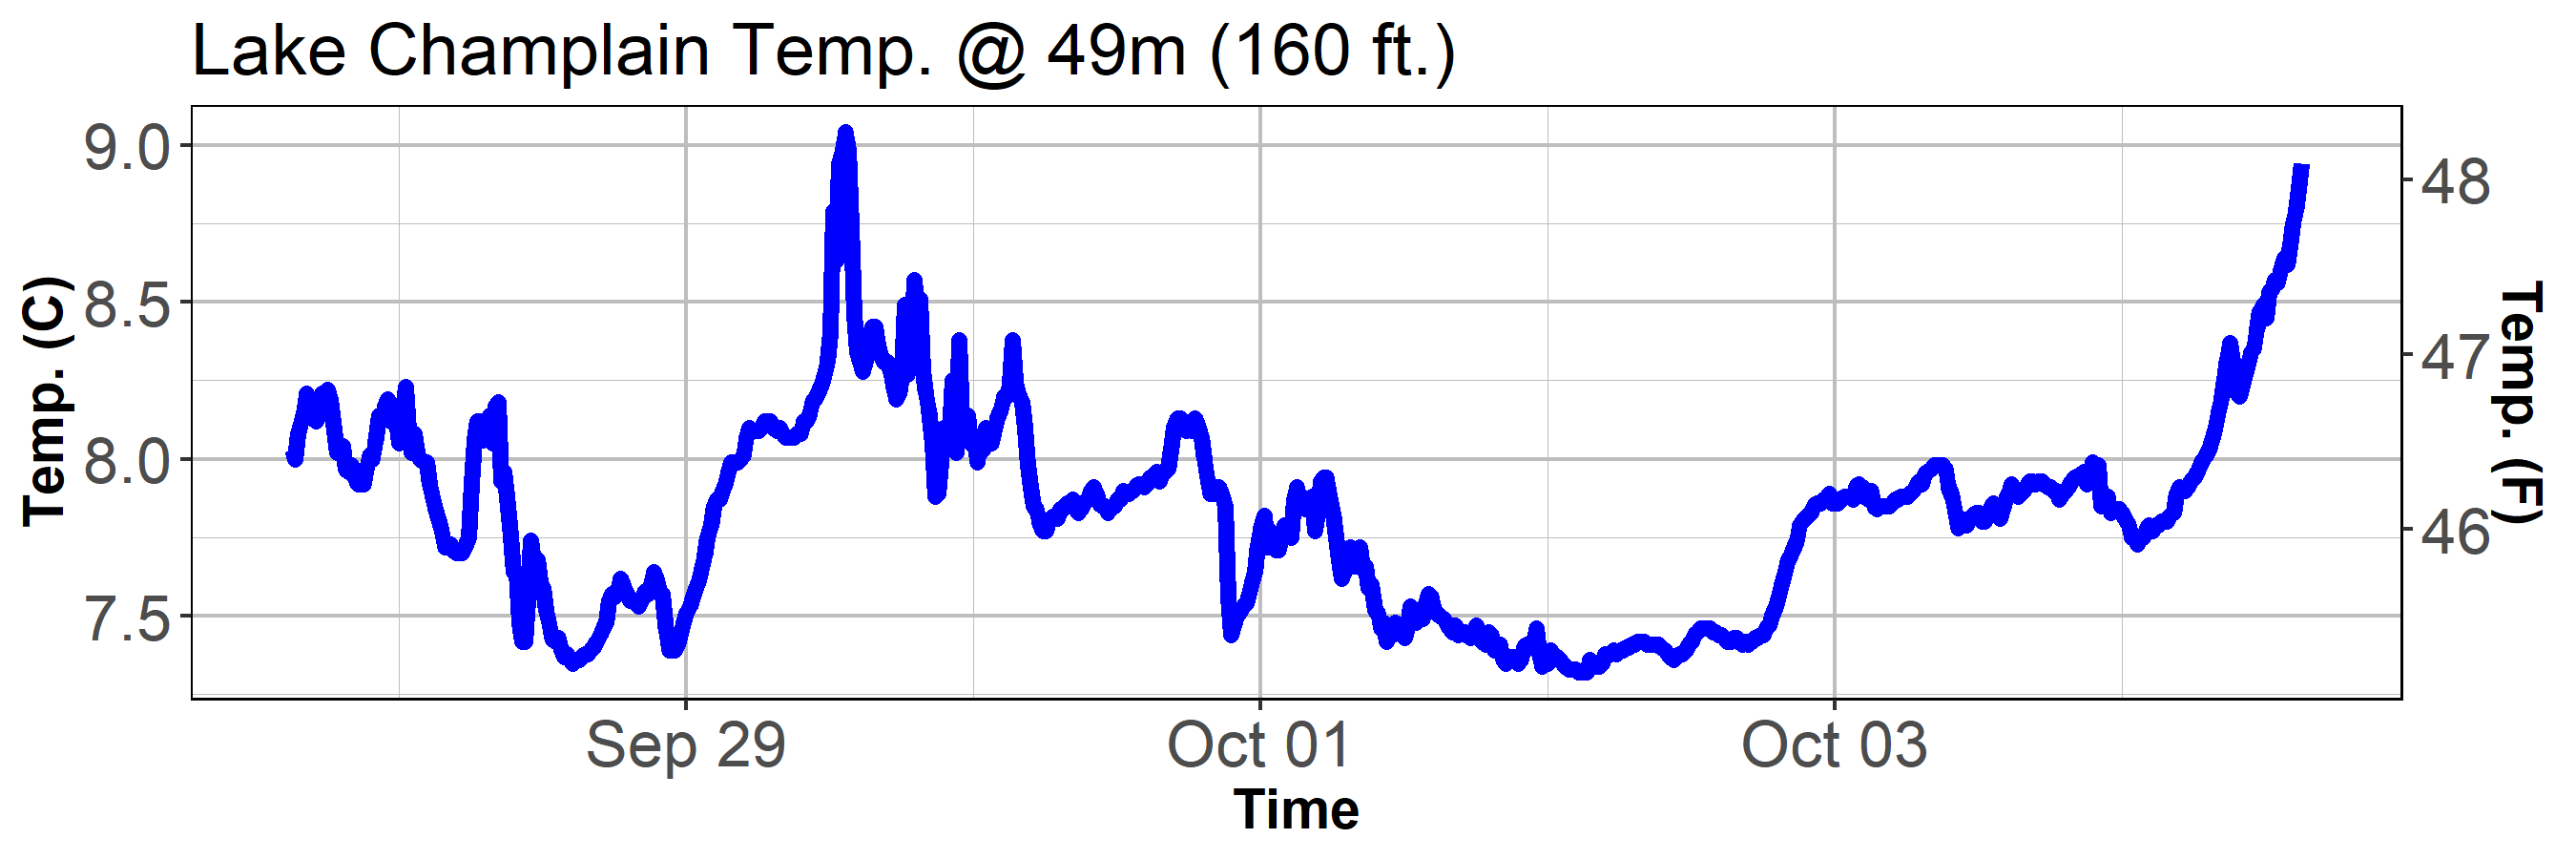 Lake Champlain Temp. @ 49m (160 ft.)
Temp. (C)
9.0
8.5
8.0
7.5
48
47
46
Temp. (F)
Sep 29
Oct 01
Oct 03
Time